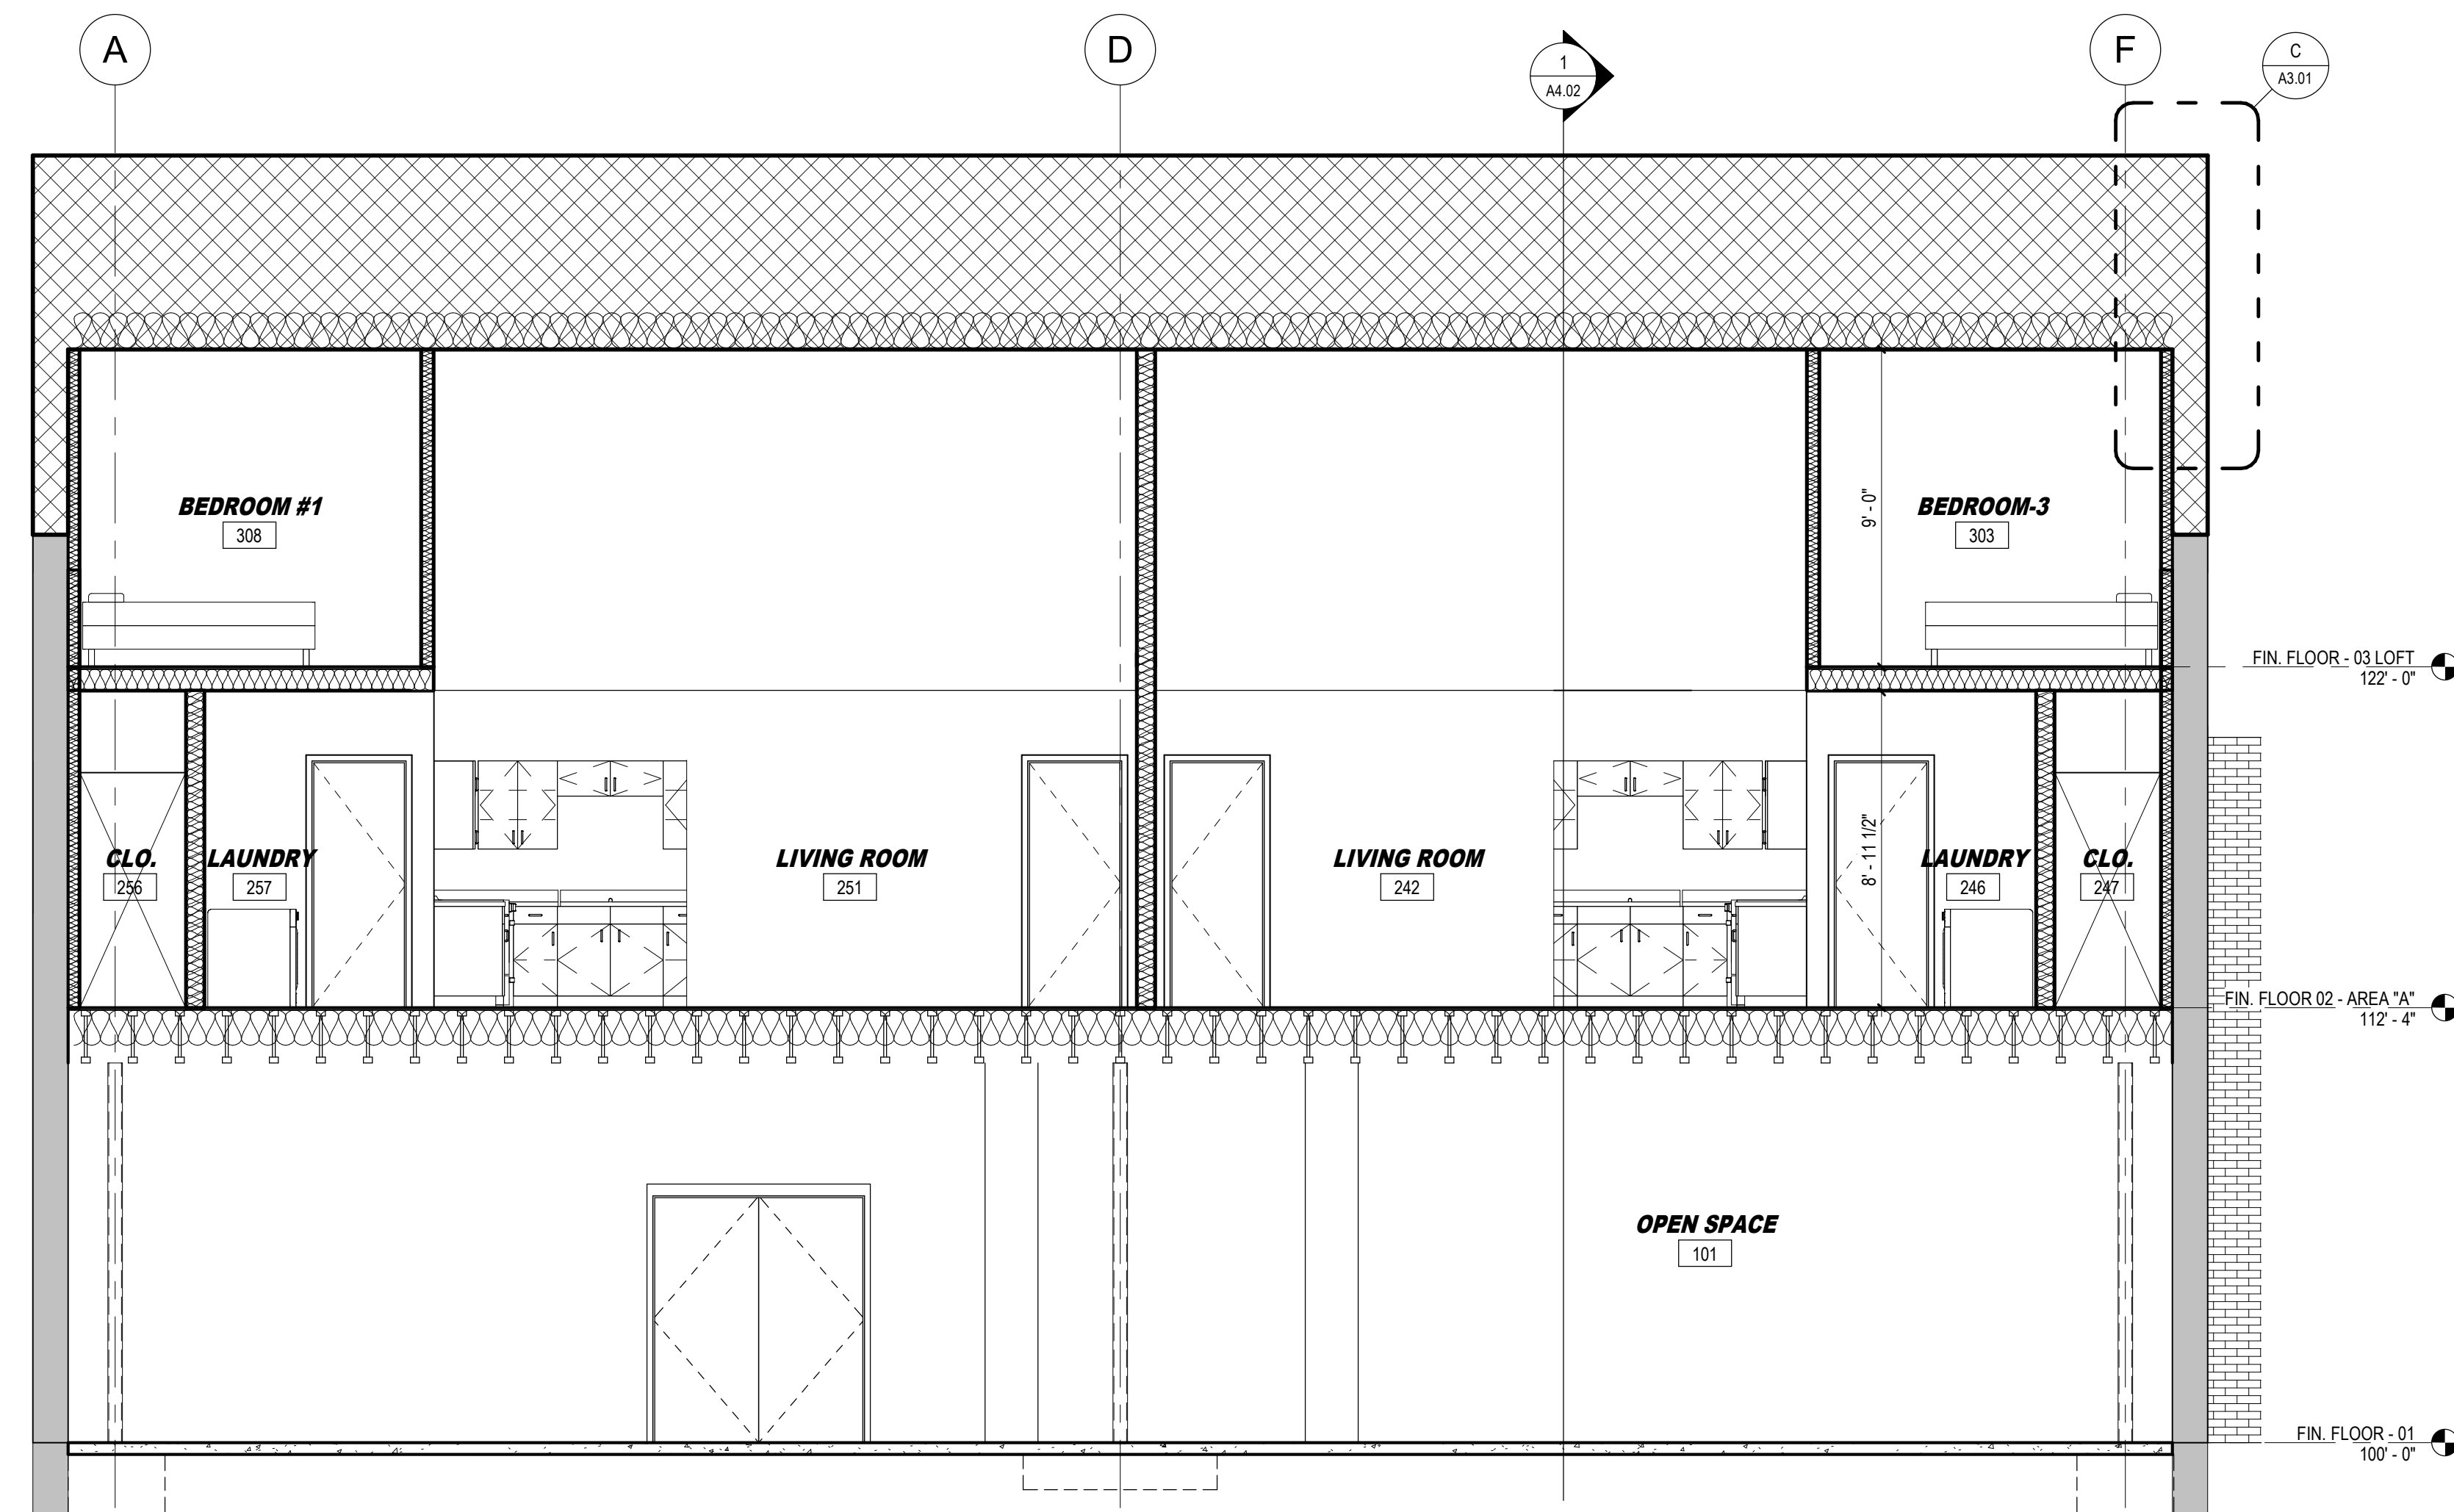 A
D
1
A4.02
F
C
A3.01
BEDROOM #1
308
9' - 0"
BEDROOM-3
303
FIN. FLOOR - 03 LOFT
122' - 0"
CLO.
256
LAUNDRY
257
LIVING ROOM
251
LIVING ROOM
242
8' - 11 1/2"
LAUNDRY
246
CLO.
247
FIN. FLOOR 02 - AREA "A"
112' - 4"
OPEN SPACE
101
FIN. FLOOR - 01
100' - 0"